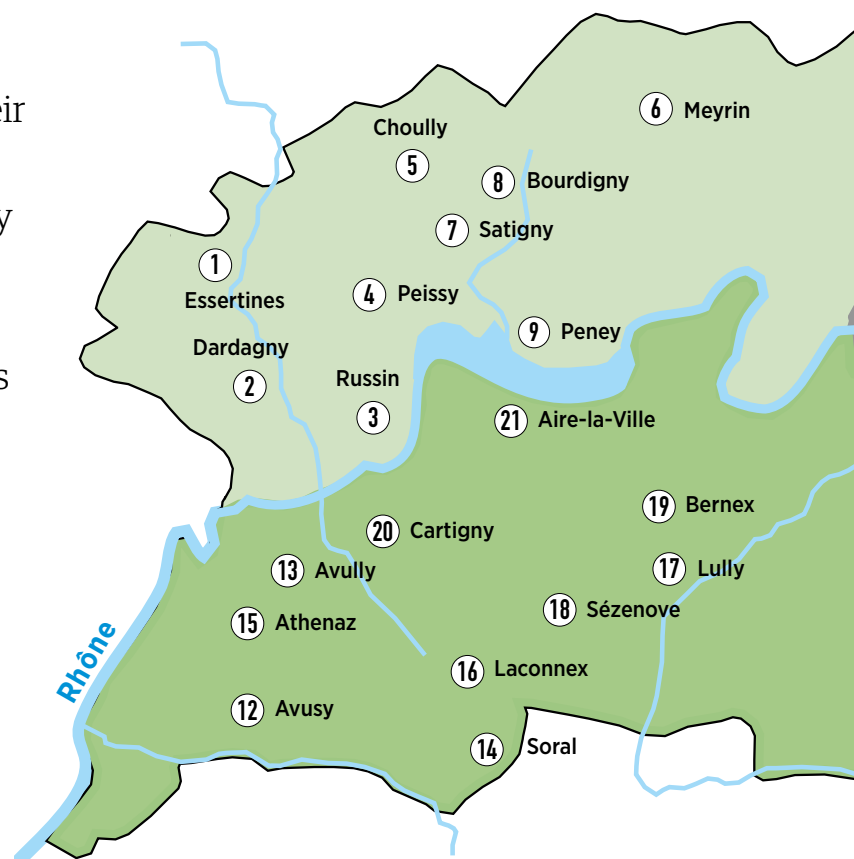 eir
y
s
6 Meyrin
Choully
5
8 Bourdigny
7 Satigny
1
Essertines
4 Peissy
9 Peney
Dardagny
2
Russin
3
21 Aire-la-Ville
19 Bernex
20 Cartigny
13 Avully
17 Lully
18 Sézenove
15 Athenaz
Rhône
16 Laconnex
12 Avusy
14 Soral